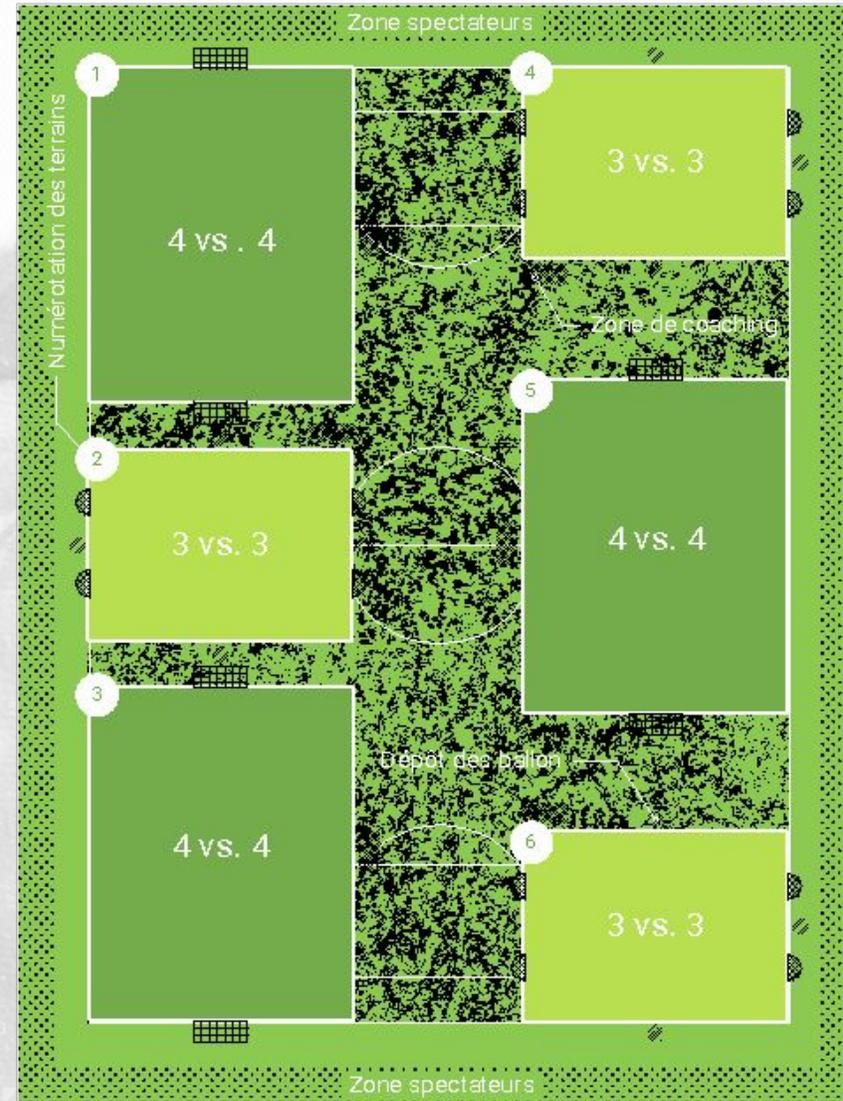 Zone spectateurs
1
4
Numérotation des terrains
3 vs. 3
4 vs . 4
Zone de coaching
5
2
3 vs. 3
4 vs. 4
3
Dépôt des ballon
4 vs. 4
6
3 vs. 3
Zone spectateurs